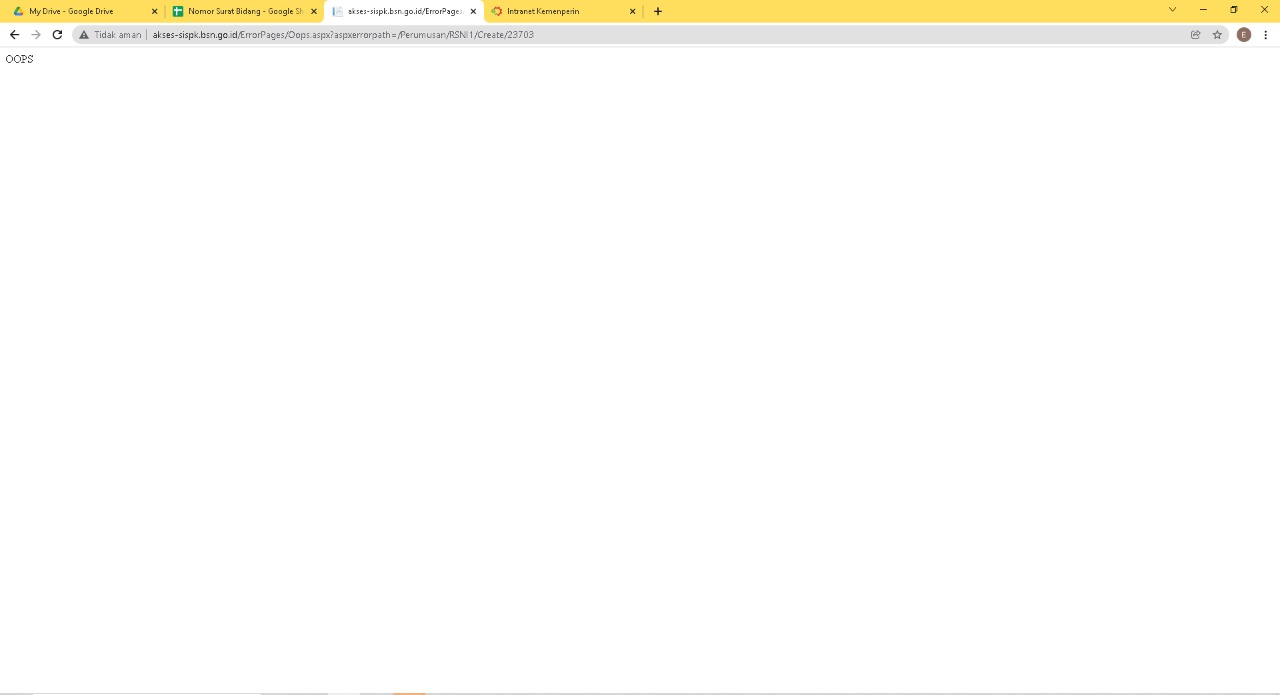 My Drive - Google Drive
Nomor Surat Bidang - Google Sh
akses-sispk.bsn.go.id/ErrorPages
Intranet Kemenperin
Tidak aman
akses-sispk.bsn.go.id/ErrorPages/Oops.aspx?aspxerrorpath=/Perumusan/RSNI1/Create/23703
E
OOPS